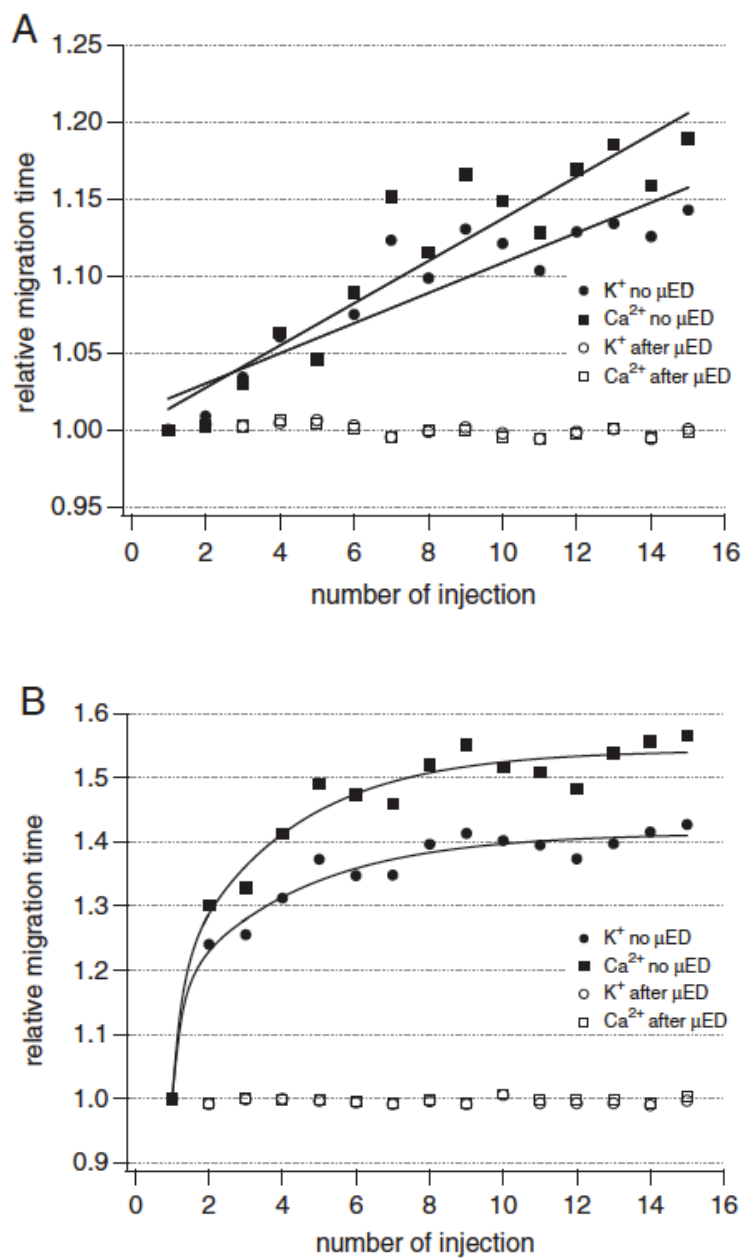 A
1.25
1.20
1.15
1.10
1.05
1.00
0.95
relative migration time
K⁺ no µED
Ca²⁺ no µED
K⁺ after µED
Ca²⁺ after µED
0 2 4 6 8 10 12 14 16
number of injection
B
1.6
1.5
1.4
1.3
1.2
1.1
1.0
0.9
relative migration time
K⁺ no µED
Ca²⁺ no µED
K⁺ after µED
Ca²⁺ after µED
0 2 4 6 8 10 12 14 16
number of injection